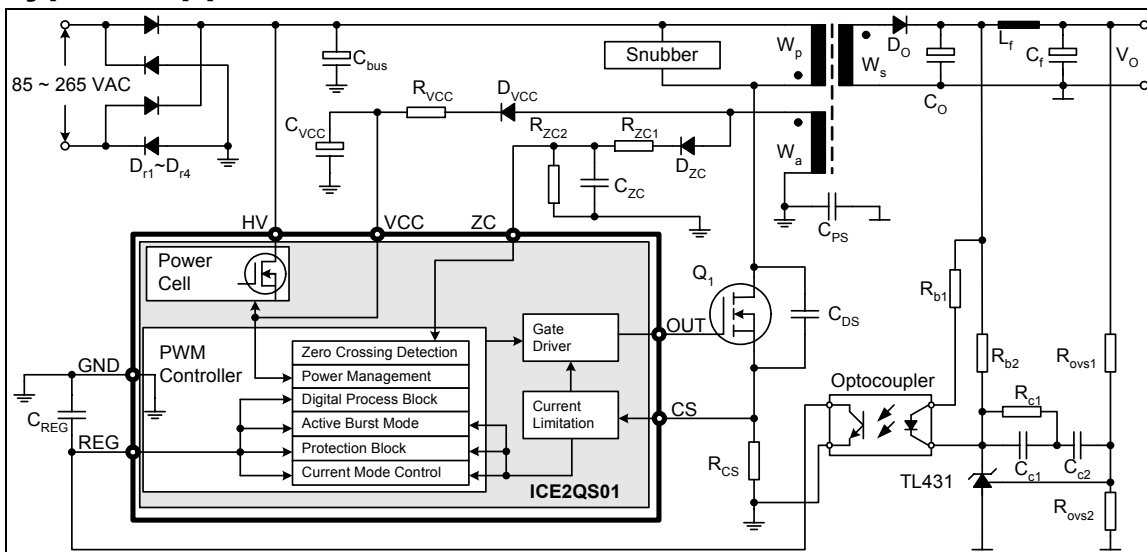 85 ~ 265 VAC
Dr1~Dr4
Cbus
Snubber
Wp
Ws
DO
Lf
CO
Cf
VO
RVCC
DVCC
CVCC
RZC2
RZC1
DZC
CZC
Wa
CPS
HV
VCC
ZC
Power
Cell
Q1
CDS
OUT
Gate
Driver
PWM
Controller
Zero Crossing Detection
Power Management
Digital Process Block
Active Burst Mode
Protection Block
Current Mode Control
Current
Limitation
CS
GND
CREG
REG
ICE2QS01
RCS
Optocoupler
Rb1
Rb2
Rovs1
Rc1
Cc1
Cc2
TL431
Rovs2